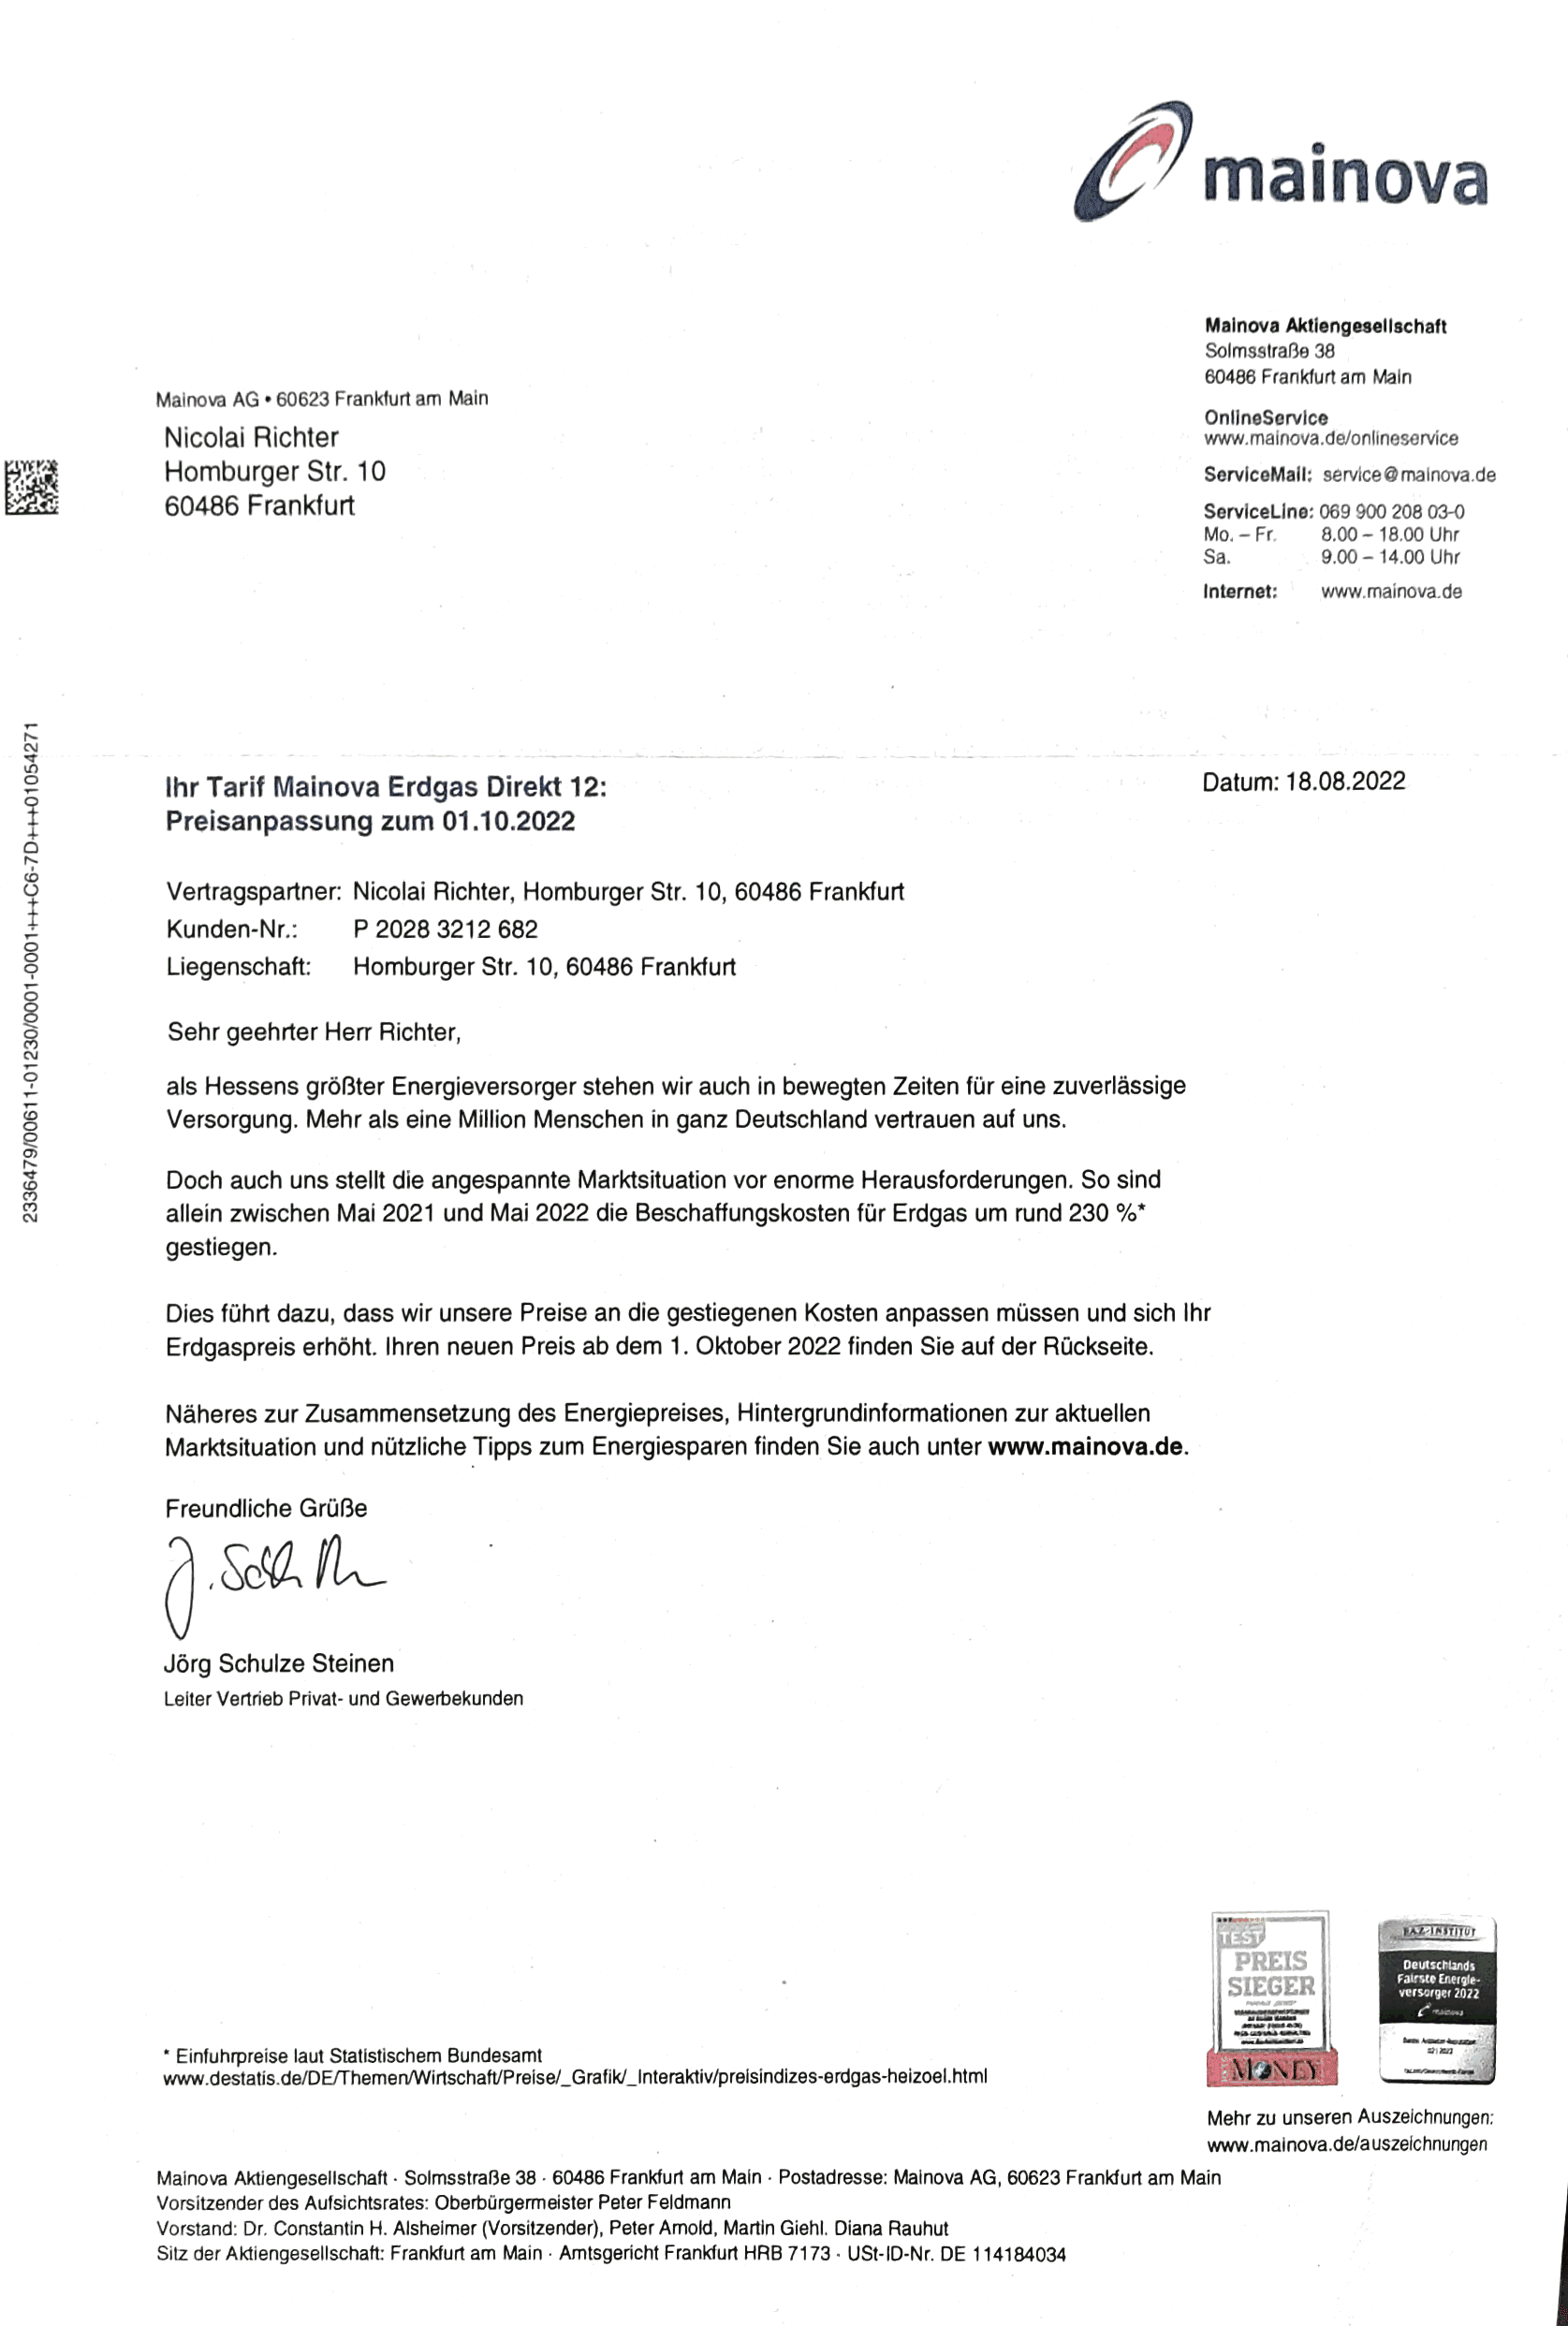 mainova
Mainova Aktiengesellschaft
Solmsstraße 38
60486 Frankfurt am Main
OnlineService
www.mainova.de/onlineservice
ServiceMail: service@mainova.de
ServiceLine: 069 900 208 03-0
Mo. – Fr. 8.00 – 18.00 Uhr
Sa. 9.00 – 14.00 Uhr
Internet: www.mainova.de
Mainova AG • 60623 Frankfurt am Main
Nicolai Richter
Homburger Str. 10
60486 Frankfurt
2336479/00611-01230/0001-0001+++C6-7D+++01054271
Ihr Tarif Mainova Erdgas Direkt 12:
Preisanpassung zum 01.10.2022
Datum: 18.08.2022
Vertragspartner: Nicolai Richter, Homburger Str. 10, 60486 Frankfurt
Kunden-Nr.: P 2028 3212 682
Liegenschaft: Homburger Str. 10, 60486 Frankfurt
Sehr geehrter Herr Richter,
als Hessens größter Energieversorger stehen wir auch in bewegten Zeiten für eine zuverlässige
Versorgung. Mehr als eine Million Menschen in ganz Deutschland vertrauen auf uns.
Doch auch uns stellt die angespannte Marktsituation vor enorme Herausforderungen. So sind
allein zwischen Mai 2021 und Mai 2022 die Beschaffungskosten für Erdgas um rund 230 %*
gestiegen.
Dies führt dazu, dass wir unsere Preise an die gestiegenen Kosten anpassen müssen und sich Ihr
Erdgaspreis erhöht. Ihren neuen Preis ab dem 1. Oktober 2022 finden Sie auf der Rückseite.
Näheres zur Zusammensetzung des Energiepreises, Hintergrundinformationen zur aktuellen
Marktsituation und nützliche Tipps zum Energiesparen finden Sie auch unter www.mainova.de.
Freundliche Grüße
Jörg Schulze Steinen
Leiter Vertrieb Privat- und Gewerbekunden
TEST
PREIS
SIEGER
MONEY
F.A.Z.-INSTITUT
Deutschlands
Fairste Energie-
versorger 2022
mainova
* Einfuhrpreise laut Statistischem Bundesamt
www.destatis.de/DE/Themen/Wirtschaft/Preise/_Grafik/_Interaktiv/preisindizes-erdgas-heizoel.html
Mehr zu unseren Auszeichnungen:
www.mainova.de/auszeichnungen
Mainova Aktiengesellschaft · Solmsstraße 38 · 60486 Frankfurt am Main · Postadresse: Mainova AG, 60623 Frankfurt am Main
Vorsitzender des Aufsichtsrates: Oberbürgermeister Peter Feldmann
Vorstand: Dr. Constantin H. Alsheimer (Vorsitzender), Peter Arnold, Martin Giehl. Diana Rauhut
Sitz der Aktiengesellschaft: Frankfurt am Main · Amtsgericht Frankfurt HRB 7173 · USt-ID-Nr. DE 114184034